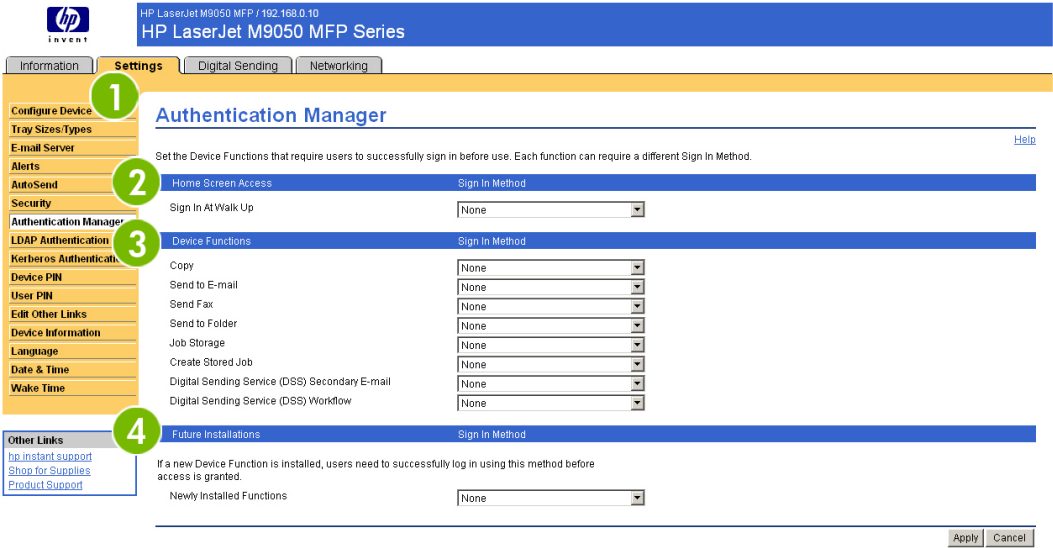 hp
invent
HP LaserJet M9050 MFP / 192.168.0.10
HP LaserJet M9050 MFP Series
Information
Settings
Digital Sending
Networking
1
Configure Device
Tray Sizes/Types
E-mail Server
Alerts
AutoSend
Security
Authentication Manager
LDAP Authentication
Kerberos Authentication
Device PIN
User PIN
Edit Other Links
Device Information
Language
Date & Time
Wake Time
Other Links
hp instant support
Shop for Supplies
Product Support
Authentication Manager
Help
Set the Device Functions that require users to successfully sign in before use. Each function can require a different Sign In Method.
2
Home Screen Access Sign In Method
Sign In At Walk Up None
3
Device Functions Sign In Method
Copy None
Send to E-mail None
Send Fax None
Send to Folder None
Job Storage None
Create Stored Job None
Digital Sending Service (DSS) Secondary E-mail None
Digital Sending Service (DSS) Workflow None
4
Future Installations Sign In Method
If a new Device Function is installed, users need to successfully log in using this method before
access is granted.
Newly Installed Functions None
Apply Cancel